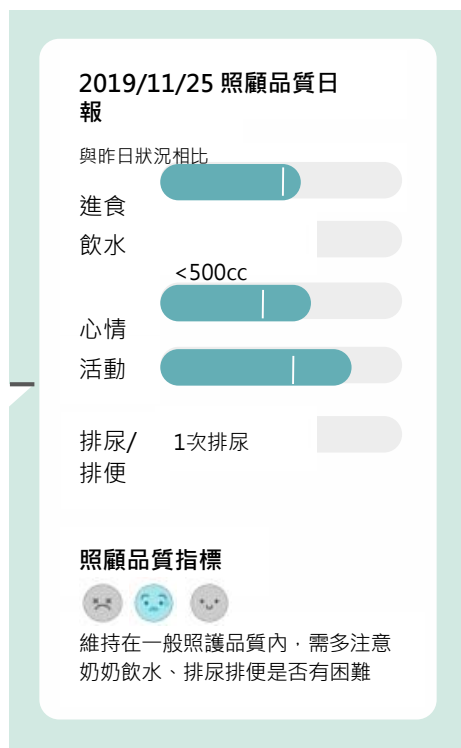 2019/11/25 照顧品質日
報
與昨日狀況相比
進食
飲水
<500cc
心情
活動
排尿/
排便
1次排尿
照顧品質指標
維持在一般照護品質內，需多注意
奶奶飲水、排尿排便是否有困難